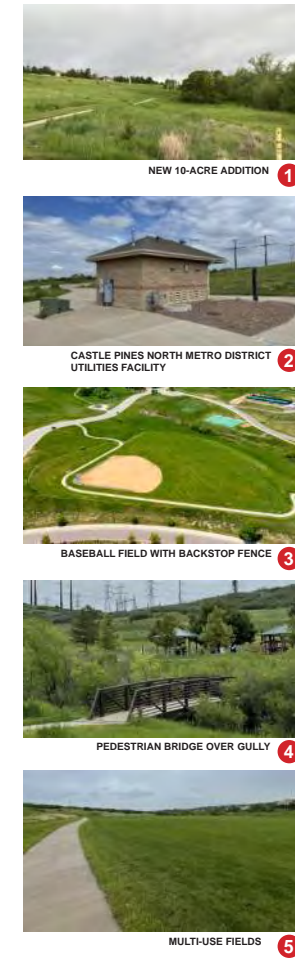 NEW 10-ACRE ADDITION 1
CASTLE PINES NORTH METRO DISTRICT
UTILITIES FACILITY 2
BASEBALL FIELD WITH BACKSTOP FENCE 3
PEDESTRIAN BRIDGE OVER GULLY 4
MULTI-USE FIELDS 5